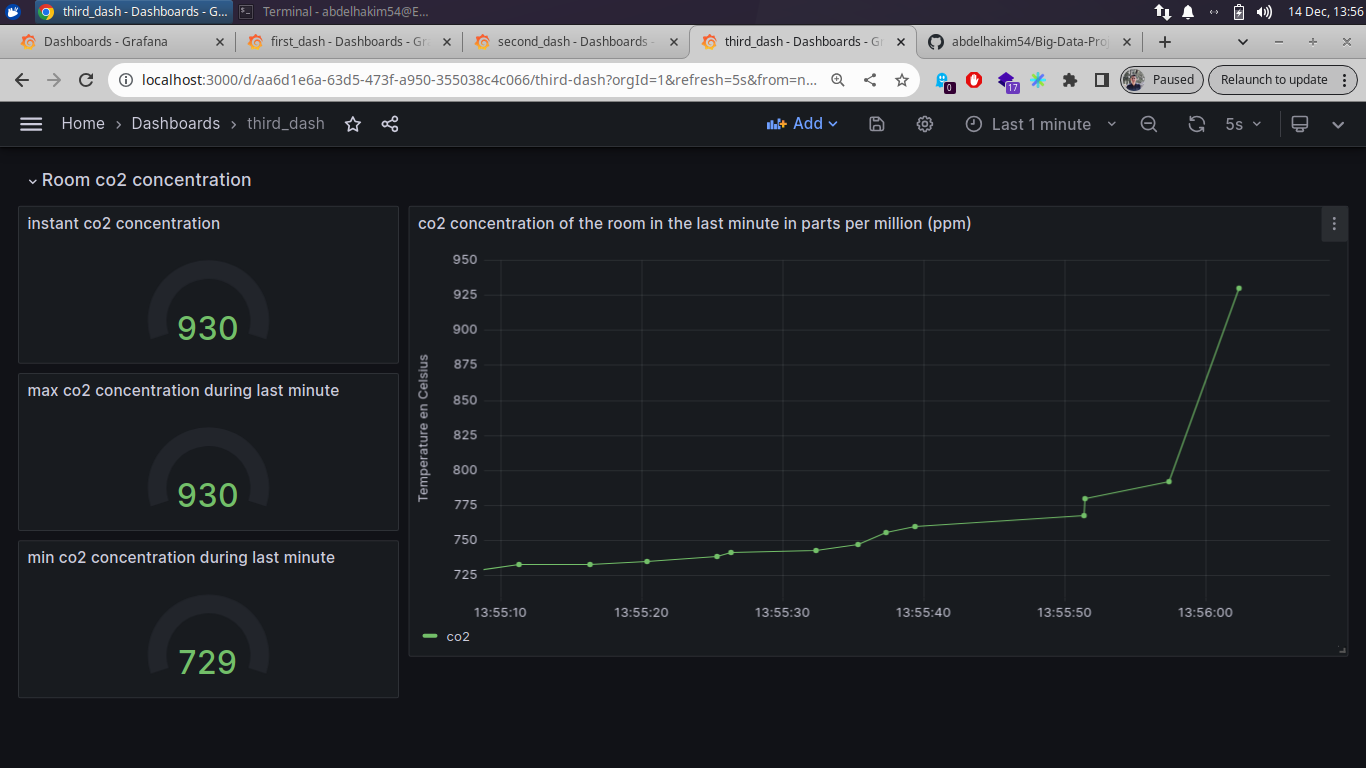 third_dash - Dashboards - G...
Terminal - abdelhakim54@E...
14 Dec, 13:56
Dashboards - Grafana
first_dash - Dashboards - Gr
second_dash - Dashboards -
third_dash - Dashboards - Gr
abdelhakim54/Big-Data-Proj
localhost:3000/d/aa6d1e6a-63d5-473f-a950-355038c4c066/third-dash?orgId=1&refresh=5s&from=n...
0
17
Paused
Relaunch to update
Home › Dashboards › third_dash
Add
Last 1 minute
5s
Room co2 concentration
instant co2 concentration
930
max co2 concentration during last minute
930
min co2 concentration during last minute
729
co2 concentration of the room in the last minute in parts per million (ppm)
Temperature en Celsius
950
925
900
875
850
825
800
775
750
725
13:55:10 13:55:20 13:55:30 13:55:40 13:55:50 13:56:00
co2